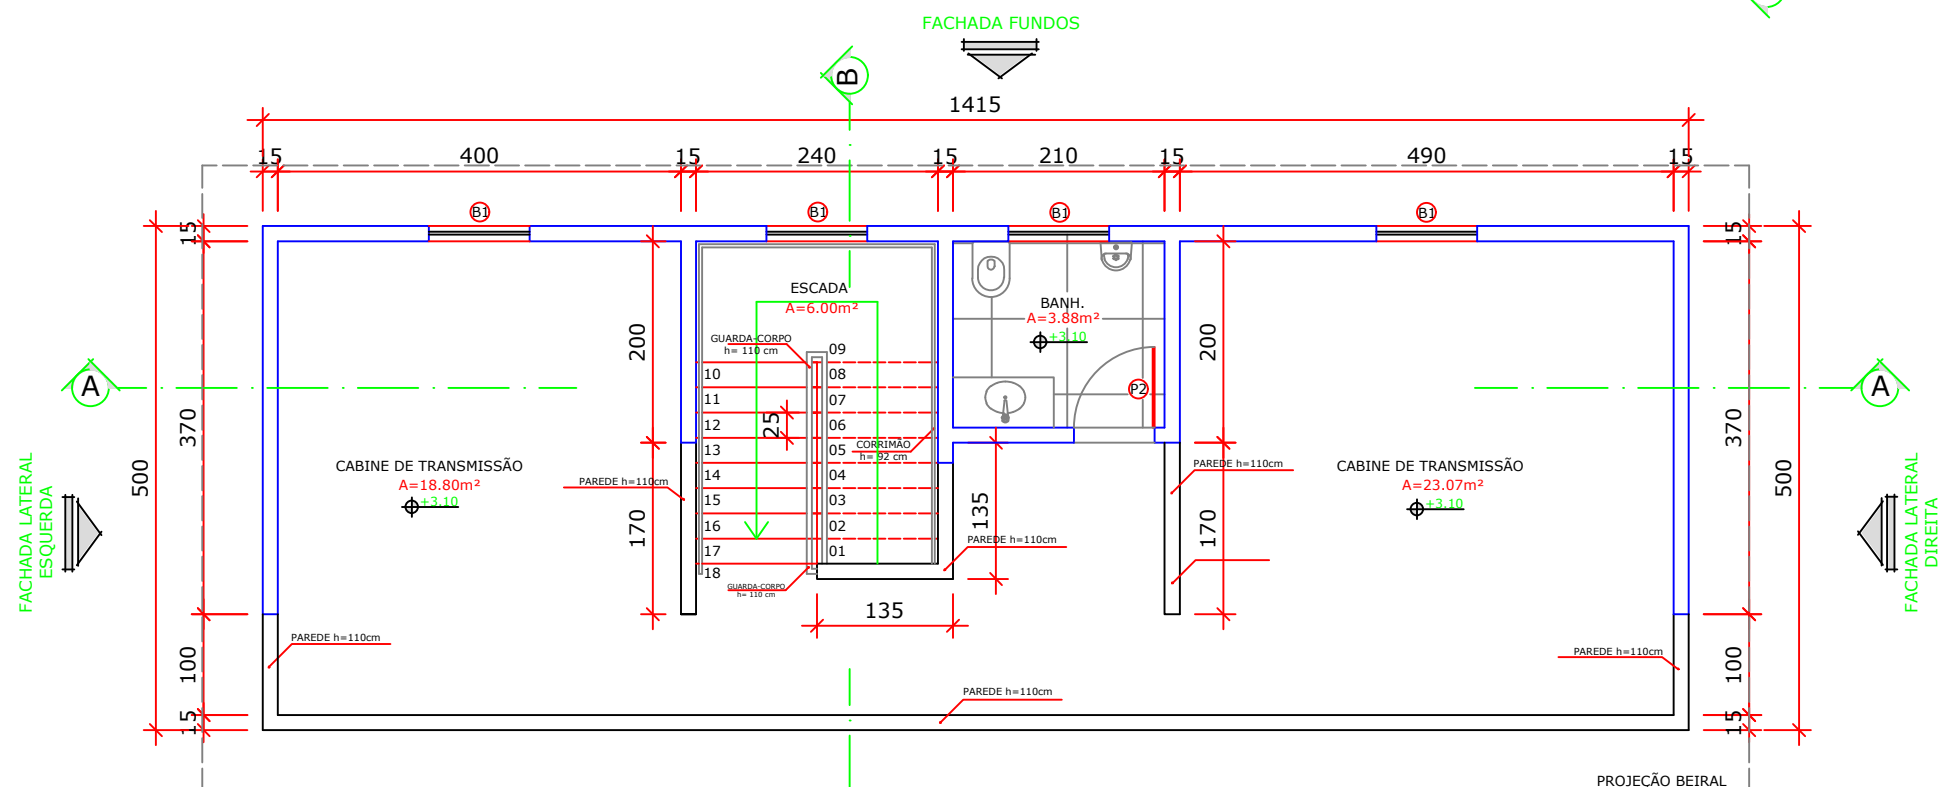 FACHADA FUNDOS
B
1415
15
400
15
240
15
210
15
490
15
B1
B1
B1
B1
15
15
ESCADA
A=6.00m²
BANH.
A=3.88m²
+3.10
GUARDA-CORPO
h= 110 cm
200
200
09
10
08
P2
A
A
11
07
370
25
370
12
06
CORRIMÃO
h= 92 cm
13
05
500
500
CABINE DE TRANSMISSÃO
A=18.80m²
+3.10
PAREDE h=110cm
14
04
PAREDE h=110cm
CABINE DE TRANSMISSÃO
A=23.07m²
+3.10
15
03
135
170
170
16
02
FACHADA LATERAL
ESQUERDA
FACHADA LATERAL
DIREITA
PAREDE h=110cm
17
01
18
GUARDA-CORPO
h= 110 cm
135
PAREDE h=110cm
PAREDE h=110cm
100
100
PAREDE h=110cm
15
15
PROJEÇÃO BEIRAL